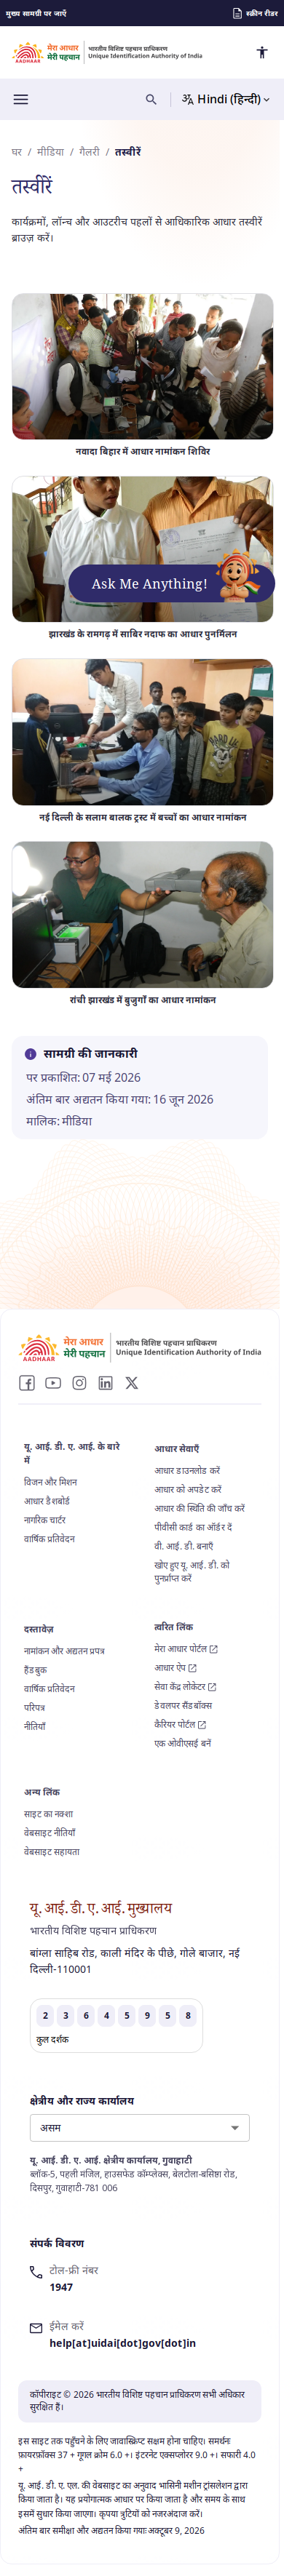 मुख्य सामग्री पर जाएँ
स्क्रीन रीडर
AADHAAR
मेरा आधार
मेरी पहचान
भारतीय विशिष्ट पहचान प्राधिकरण
Unique Identification Authority of India
Hindi (हिन्दी)
घर / मीडिया / गैलरी / तस्वीरें
तस्वीरें
कार्यक्रमों, लॉन्च और आउटरीच पहलों से आधिकारिक आधार तस्वीरें
ब्राउज़ करें।
नवादा बिहार में आधार नामांकन शिविर
Ask Me Anything!
झारखंड के रामगढ़ में साबिर नदाफ का आधार पुनर्मिलन
नई दिल्ली के सलाम बालक ट्रस्ट में बच्चों का आधार नामांकन
रांची झारखंड में बुजुर्गों का आधार नामांकन
सामग्री की जानकारी
पर प्रकाशित: 07 मई 2026
अंतिम बार अद्यतन किया गया: 16 जून 2026
मालिक: मीडिया
AADHAAR
मेरा आधार
मेरी पहचान
भारतीय विशिष्ट पहचान प्राधिकरण
Unique Identification Authority of India
यू. आई. डी. ए. आई. के बारे
में
विजन और मिशन
आधार डैशबोर्ड
नागरिक चार्टर
वार्षिक प्रतिवेदन
आधार सेवाएँ
आधार डाउनलोड करें
आधार को अपडेट करें
आधार की स्थिति की जाँच करें
पीवीसी कार्ड का ऑर्डर दें
वी. आई. डी. बनाएँ
खोए हुए यू. आई. डी. को
पुनर्प्राप्त करें
दस्तावेज़
नामांकन और अद्यतन प्रपत्र
हैंडबुक
वार्षिक प्रतिवेदन
परिपत्र
नीतियाँ
त्वरित लिंक
मेरा आधार पोर्टल
आधार ऐप
सेवा केंद्र लोकेटर
डेवलपर सैंडबॉक्स
कैरियर पोर्टल
एक ओवीएसई बनें
अन्य लिंक
साइट का नक्शा
वेबसाइट नीतियाँ
वेबसाइट सहायता
यू. आई. डी. ए. आई. मुख्यालय
भारतीय विशिष्ट पहचान प्राधिकरण
बांग्ला साहिब रोड, काली मंदिर के पीछे, गोले बाजार, नई
दिल्ली-110001
2 3 6 4 5 9 5 8
कुल दर्शक
क्षेत्रीय और राज्य कार्यालय
असम
यू. आई. डी. ए. आई. क्षेत्रीय कार्यालय, गुवाहाटी
ब्लॉक-5, पहली मंजिल, हाउसफेड कॉम्प्लेक्स, बेलटोला-बसिष्ठा रोड,
दिसपुर, गुवाहाटी-781 006
संपर्क विवरण
टोल-फ्री नंबर
1947
ईमेल करें
help[at]uidai[dot]gov[dot]in
कॉपीराइट © 2026 भारतीय विशिष्ट पहचान प्राधिकरण सभी अधिकार
सुरक्षित हैं।
इस साइट तक पहुँचने के लिए जावास्क्रिप्ट सक्षम होना चाहिए। समर्थनः
फ़ायरफ़ॉक्स 37 + गूगल क्रोम 6.0 +। इंटरनेट एक्सप्लोरर 9.0 +। सफारी 4.0
+
यू. आई. डी. ए. एल. की वेबसाइट का अनुवाद भासिनी मशीन ट्रांसलेशन द्वारा
किया जाता है। यह प्रयोगात्मक आधार पर किया जाता है और समय के साथ
इसमें सुधार किया जाएगा। कृपया त्रुटियों को नजरअंदाज करें।
अंतिम बार समीक्षा और अद्यतन किया गयाः अक्टूबर 9, 2026